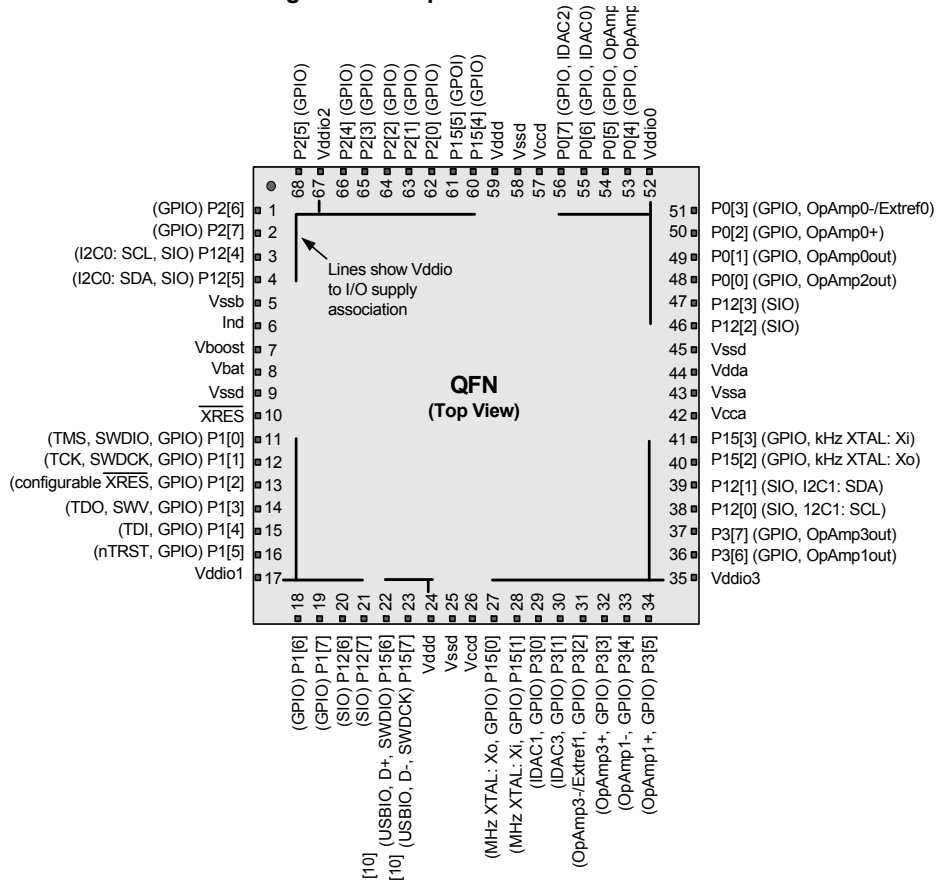 P2[5] (GPIO)
Vddio2
P2[4] (GPIO)
P2[3] (GPIO)
P2[2] (GPIO)
P2[1] (GPIO)
P2[0] (GPIO)
P15[5] (GPOI)
P15[4] (GPIO)
Vddd
Vssd
Vccd
P0[7] (GPIO, IDAC2)
P0[6] (GPIO, IDAC0)
P0[5] (GPIO, OpAmp
P0[4] (GPIO, OpAmp
Vddio0
68
67
66
65
64
63
62
61
60
59
58
57
56
55
54
53
52
(GPIO) P2[6] 1
(GPIO) P2[7] 2
(I2C0: SCL, SIO) P12[4] 3
(I2C0: SDA, SIO) P12[5] 4
Vssb 5
Ind 6
Vboost 7
Vbat 8
Vssd 9
XRES 10
(TMS, SWDIO, GPIO) P1[0] 11
(TCK, SWDCK, GPIO) P1[1] 12
(configurable XRES, GPIO) P1[2] 13
(TDO, SWV, GPIO) P1[3] 14
(TDI, GPIO) P1[4] 15
(nTRST, GPIO) P1[5] 16
Vddio1 17
Lines show Vddio
to I/O supply
association
QFN
(Top View)
51 P0[3] (GPIO, OpAmp0-/Extref0)
50 P0[2] (GPIO, OpAmp0+)
49 P0[1] (GPIO, OpAmp0out)
48 P0[0] (GPIO, OpAmp2out)
47 P12[3] (SIO)
46 P12[2] (SIO)
45 Vssd
44 Vdda
43 Vssa
42 Vcca
41 P15[3] (GPIO, kHz XTAL: Xi)
40 P15[2] (GPIO, kHz XTAL: Xo)
39 P12[1] (SIO, I2C1: SDA)
38 P12[0] (SIO, 12C1: SCL)
37 P3[7] (GPIO, OpAmp3out)
36 P3[6] (GPIO, OpAmp1out)
35 Vddio3
18
19
20
21
22
23
24
25
26
27
28
29
30
31
32
33
34
(GPIO) P1[6]
(GPIO) P1[7]
(SIO) P12[6]
(SIO) P12[7]
[10] (USBIO, D+, SWDIO) P15[6]
[10] (USBIO, D-, SWDCK) P15[7]
Vddd
Vssd
Vccd
(MHz XTAL: Xo, GPIO) P15[0]
(MHz XTAL: Xi, GPIO) P15[1]
(IDAC1, GPIO) P3[0]
(IDAC3, GPIO) P3[1]
(OpAmp3-/Extref1, GPIO) P3[2]
(OpAmp3+, GPIO) P3[3]
(OpAmp1-, GPIO) P3[4]
(OpAmp1+, GPIO) P3[5]